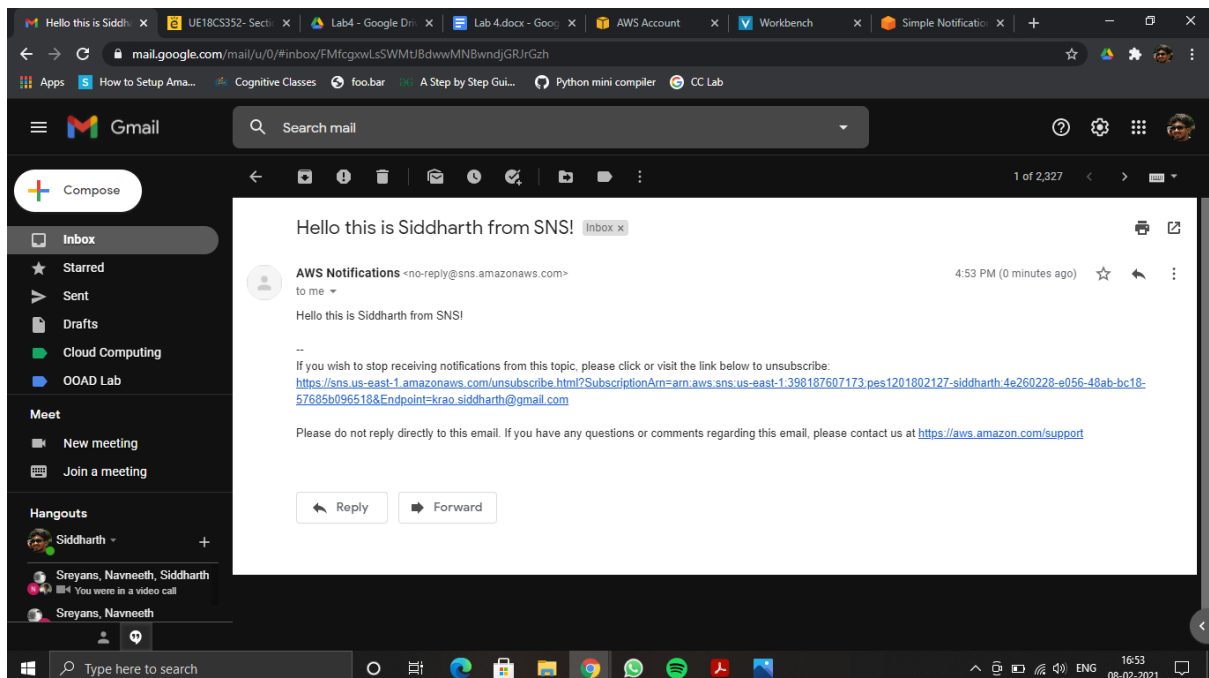 Hello this is Siddh
UE18CS352- Secti
Lab4 - Google Dri
Lab 4.docx - Goog
AWS Account
Workbench
Simple Notificatio
mail.google.com/mail/u/0/#inbox/FMfcgxwLsSWMtJBdwwMNBwndjGRJrGzh
Apps
How to Setup Ama...
Cognitive Classes
foo.bar
A Step by Step Gui...
Python mini compiler
CC Lab
Gmail
Search mail
Compose
1 of 2,327
Inbox
Starred
Sent
Drafts
Cloud Computing
OOAD Lab
Meet
New meeting
Join a meeting
Hangouts
Siddharth
Sreyans, Navneeth, Siddharth
You were in a video call
Sreyans, Navneeth
Hello this is Siddharth from SNS! Inbox x
AWS Notifications <no-reply@sns.amazonaws.com>
4:53 PM (0 minutes ago)
to me
Hello this is Siddharth from SNS!
--
If you wish to stop receiving notifications from this topic, please click or visit the link below to unsubscribe:
https://sns.us-east-1.amazonaws.com/unsubscribe.html?SubscriptionArn=arn:aws:sns:us-east-1:398187607173:pes1201802127-siddharth:4e260228-e056-48ab-bc18-
57685b096518&Endpoint=krao.siddharth@gmail.com
Please do not reply directly to this email. If you have any questions or comments regarding this email, please contact us at https://aws.amazon.com/support
Reply
Forward
Type here to search
ENG
16:53
08-02-2021